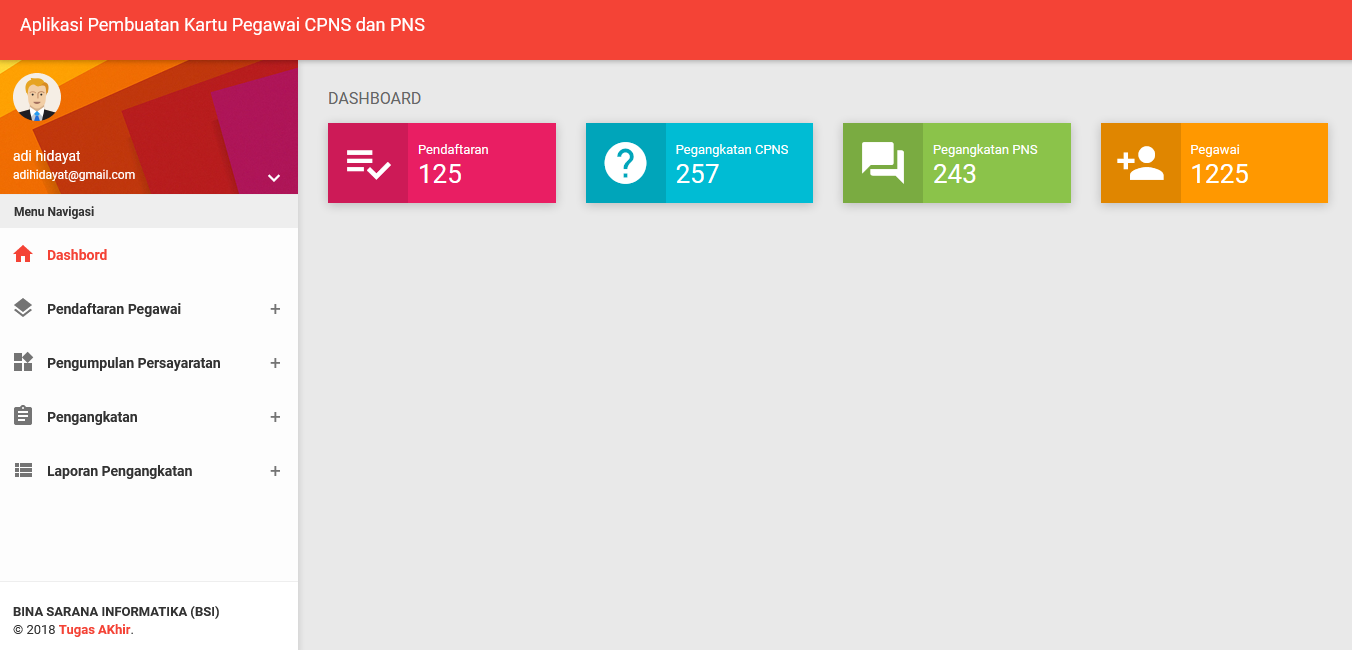 Aplikasi Pembuatan Kartu Pegawai CPNS dan PNS
adi hidayat
adihidayat@gmail.com
Menu Navigasi
Dashbord
Pendaftaran Pegawai +
Pengumpulan Persayaratan +
Pengangkatan +
Laporan Pengangkatan +
BINA SARANA INFORMATIKA (BSI)
© 2018 Tugas AKhir.
DASHBOARD
Pendaftaran
125
Pegangkatan CPNS
257
Pegangkatan PNS
243
Pegawai
1225